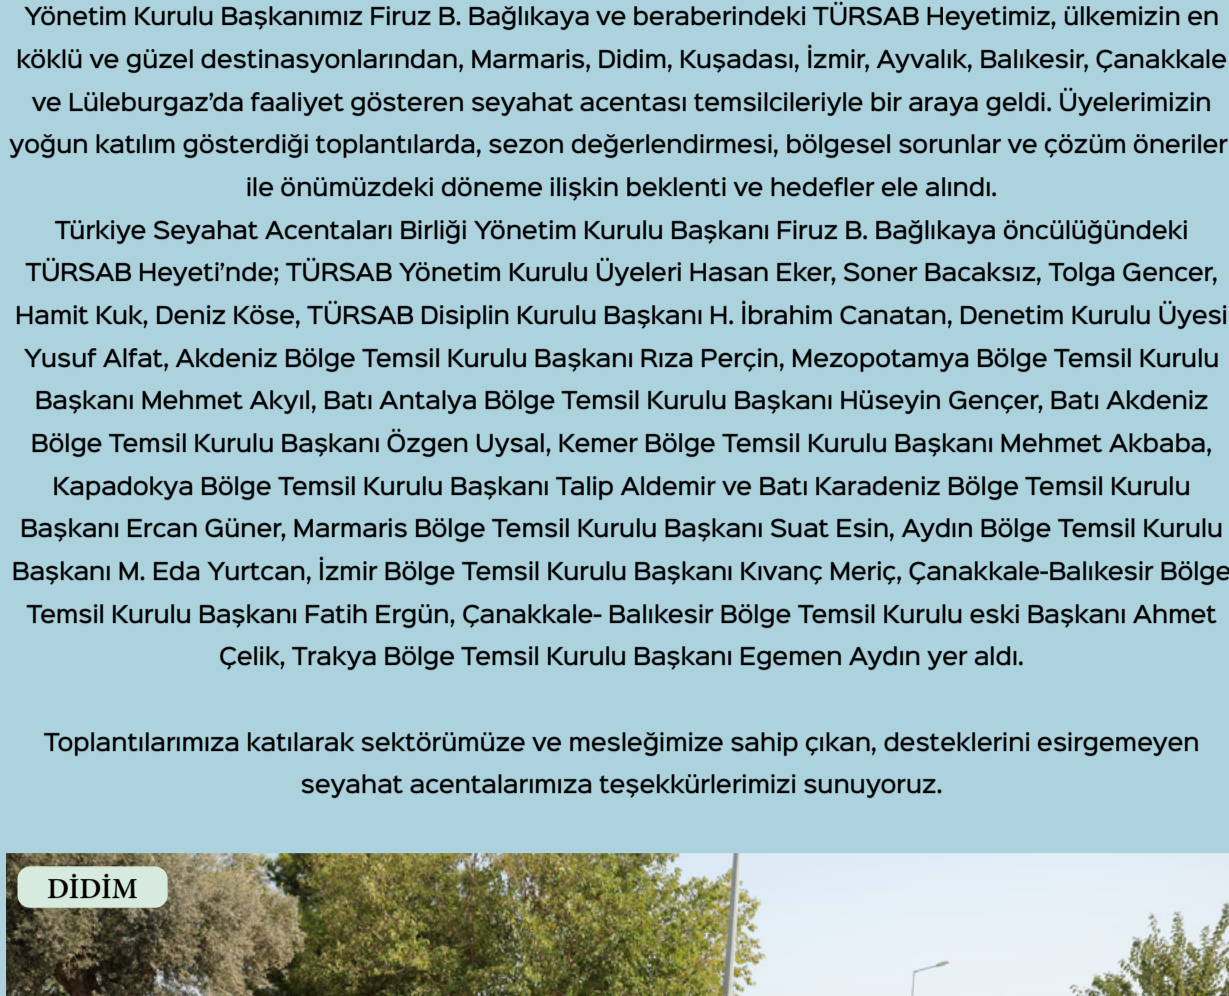 Yönetim Kurulu Başkanımız Firuz B. Bağlıkaya ve beraberindeki TÜRSAB Heyetimiz, ülkemizin en
köklü ve güzel destinasyonlarından, Marmaris, Didim, Kuşadası, İzmir, Ayvalık, Balıkesir, Çanakkale
ve Lüleburgaz’da faaliyet gösteren seyahat acentası temsilcileriyle bir araya geldi. Üyelerimizin
yoğun katılım gösterdiği toplantılarda, sezon değerlendirmesi, bölgesel sorunlar ve çözüm öneriler
ile önümüzdeki döneme ilişkin beklenti ve hedefler ele alındı.
Türkiye Seyahat Acentaları Birliği Yönetim Kurulu Başkanı Firuz B. Bağlıkaya öncülüğündeki
TÜRSAB Heyeti’nde; TÜRSAB Yönetim Kurulu Üyeleri Hasan Eker, Soner Bacaksız, Tolga Gencer,
Hamit Kuk, Deniz Köse, TÜRSAB Disiplin Kurulu Başkanı H. İbrahim Canatan, Denetim Kurulu Üyesi
Yusuf Alfat, Akdeniz Bölge Temsil Kurulu Başkanı Rıza Perçin, Mezopotamya Bölge Temsil Kurulu
Başkanı Mehmet Akyıl, Batı Antalya Bölge Temsil Kurulu Başkanı Hüseyin Gençer, Batı Akdeniz
Bölge Temsil Kurulu Başkanı Özgen Uysal, Kemer Bölge Temsil Kurulu Başkanı Mehmet Akbaba,
Kapadokya Bölge Temsil Kurulu Başkanı Talip Aldemir ve Batı Karadeniz Bölge Temsil Kurulu
Başkanı Ercan Güner, Marmaris Bölge Temsil Kurulu Başkanı Suat Esin, Aydın Bölge Temsil Kurulu
Başkanı M. Eda Yurtcan, İzmir Bölge Temsil Kurulu Başkanı Kıvanç Meriç, Çanakkale-Balıkesir Bölge
Temsil Kurulu Başkanı Fatih Ergün, Çanakkale- Balıkesir Bölge Temsil Kurulu eski Başkanı Ahmet
Çelik, Trakya Bölge Temsil Kurulu Başkanı Egemen Aydın yer aldı.
Toplantılarımıza katılarak sektörümüze ve mesleğimize sahip çıkan, desteklerini esirgemeyen
seyahat acentalarımıza teşekkürlerimizi sunuyoruz.
DİDİM